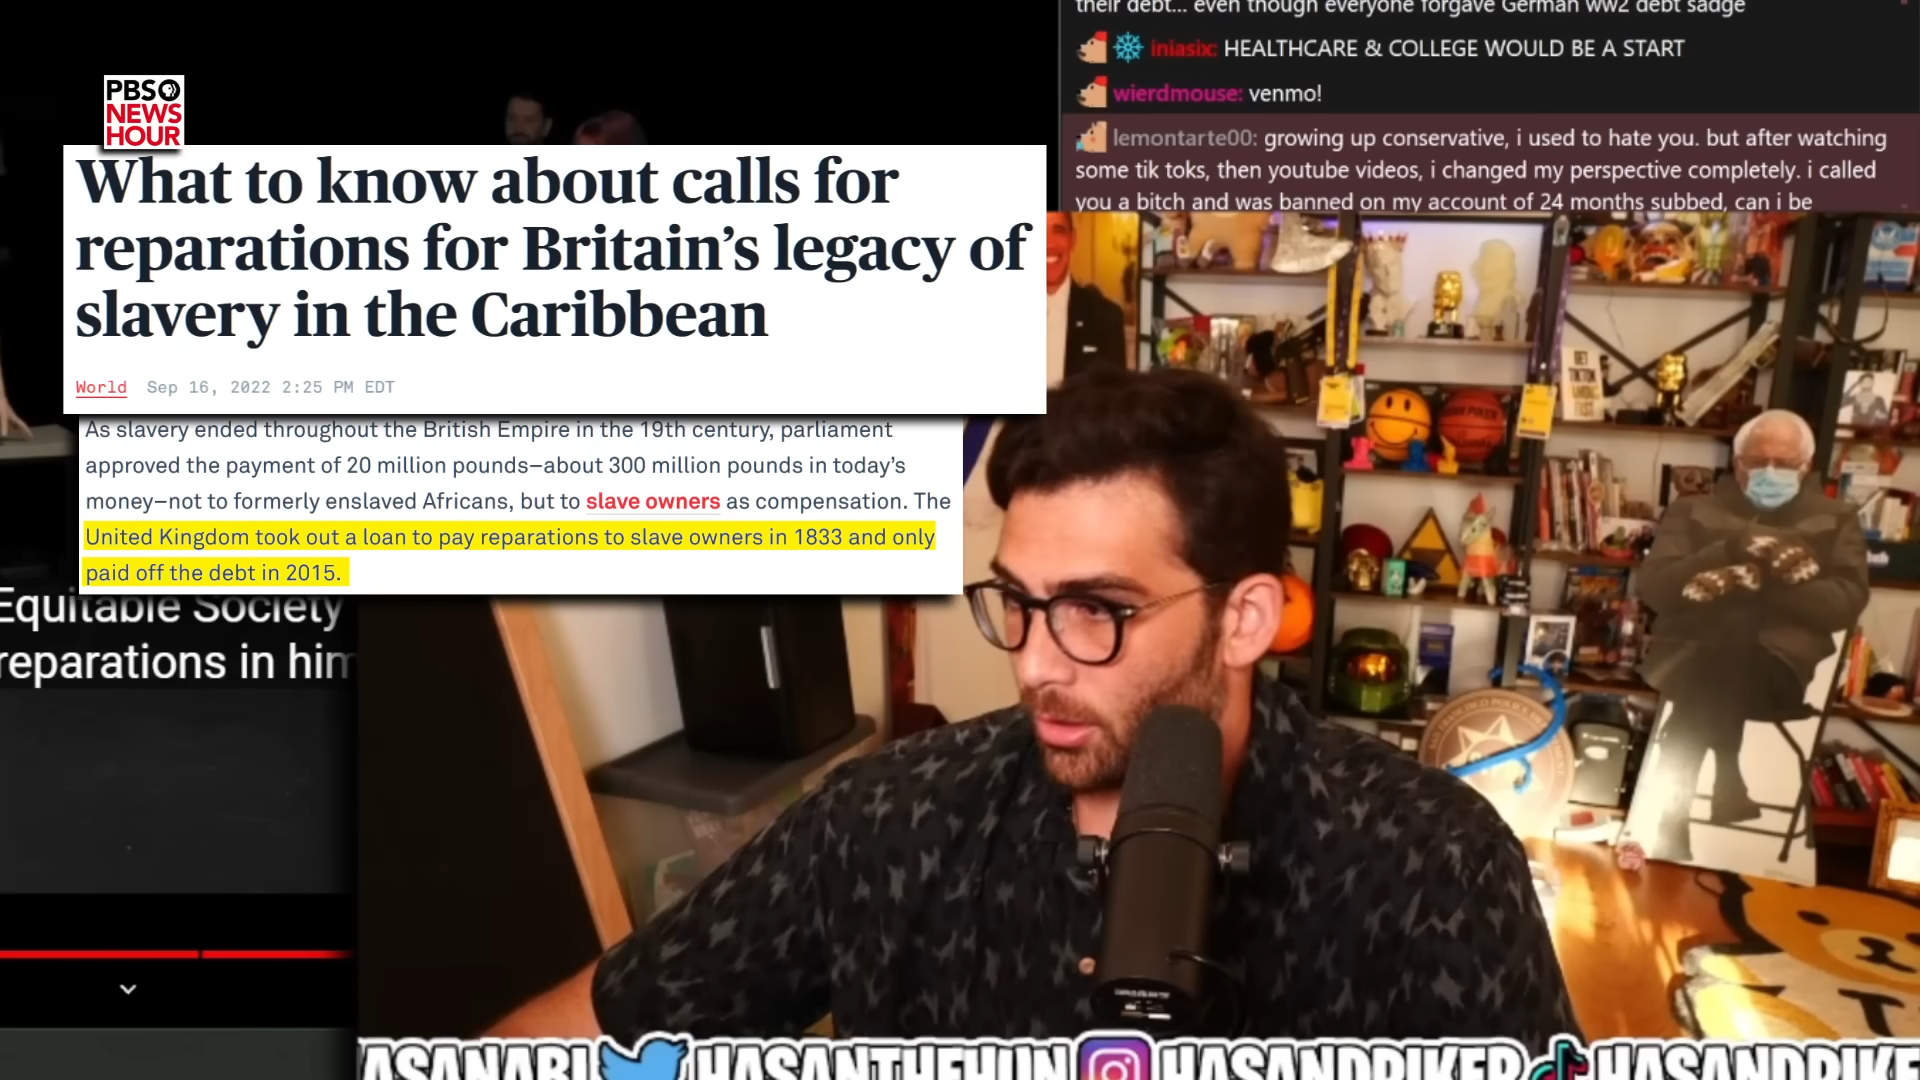 their debt... even though everyone forgave German ww2 debt sadge
iniasix: HEALTHCARE & COLLEGE WOULD BE A START
wierdmouse: venmo!
lemontarte00: growing up conservative, i used to hate you. but after watching
some tik toks, then youtube videos, i changed my perspective completely. i called
you a bitch and was banned on my account of 24 months subbed, can i be
PBS
NEWS
HOUR
What to know about calls for
reparations for Britain's legacy of
slavery in the Caribbean
World Sep 16, 2022 2:25 PM EDT
As slavery ended throughout the British Empire in the 19th century, parliament
approved the payment of 20 million pounds—about 300 million pounds in today's
money—not to formerly enslaved Africans, but to slave owners as compensation. The
United Kingdom took out a loan to pay reparations to slave owners in 1833 and only
paid off the debt in 2015.
Equitable Society
reparations in him
ASANABI HASANTHEHUN HASANDPIKER HASANDPIKE